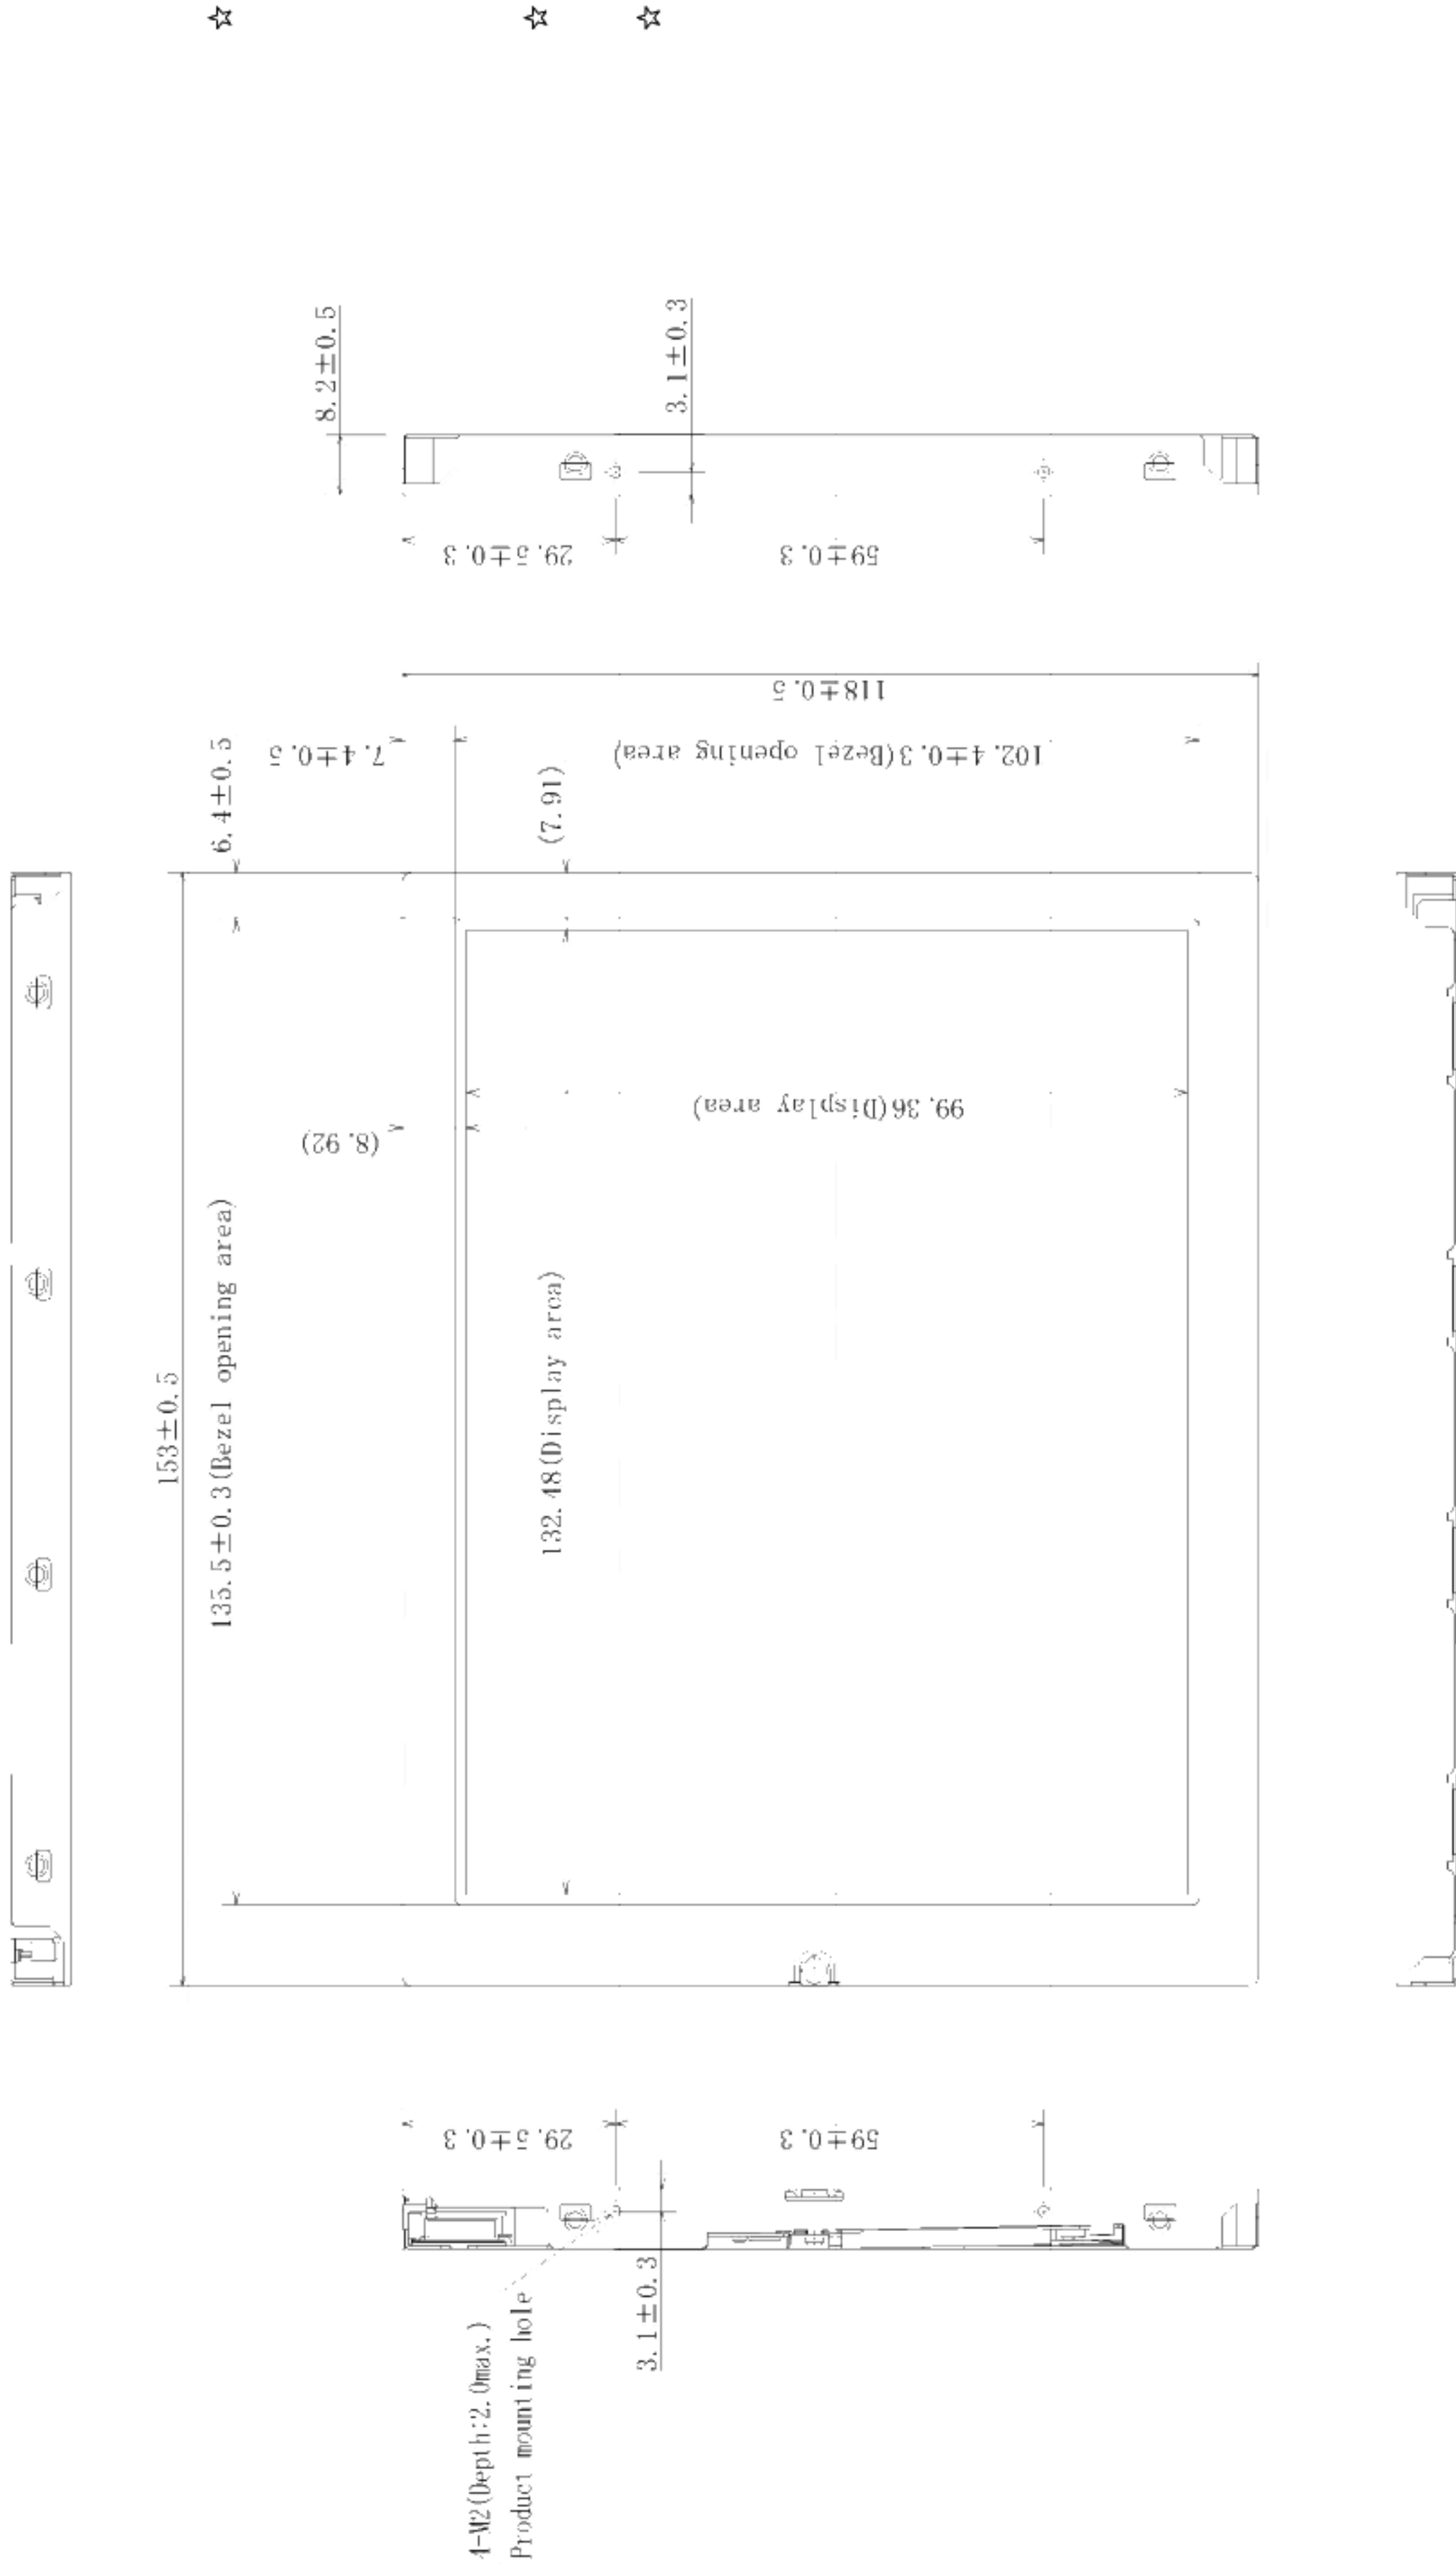 ☆ ☆ ☆
8.2±0.5
3.1±0.3
29.5±0.3
59±0.3
118±0.5
6.4±0.5
7.4±0.5
102.4±0.3(Bezel opening area)
(7.91)
99.36(Display area)
(8.92)
135.5±0.3(Bezel opening area)
132.48(Display area)
153±0.5
29.5±0.3
59±0.3
3.1±0.3
4-M2(Depth:2.0max.)
Product mounting hole